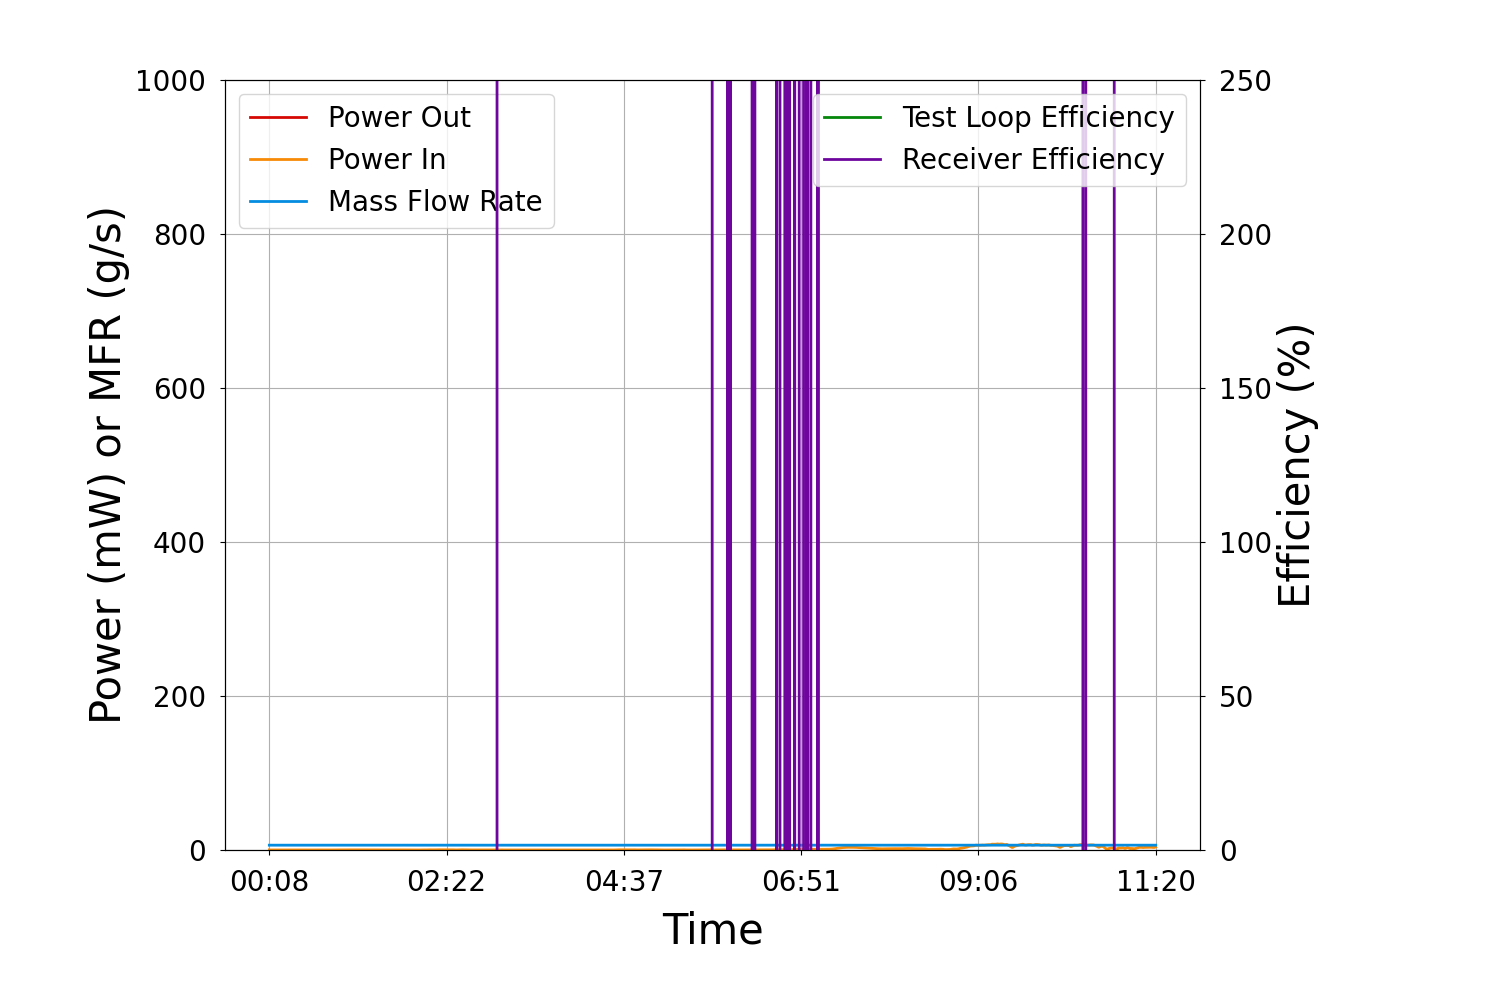 Power Out
Power In
Mass Flow Rate
Test Loop Efficiency
Receiver Efficiency
1000
800
600
400
200
0
Power (mW) or MFR (g/s)
250
200
150
100
50
0
Efficiency (%)
00:08 02:22 04:37 06:51 09:06 11:20
Time